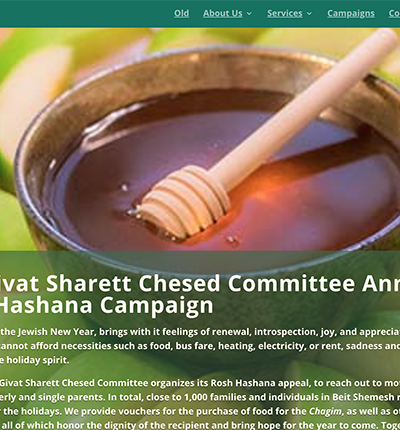 Old About Us Services Campaigns Co
ivat Sharett Chesed Committee Ann
Hashana Campaign
the Jewish New Year, brings with it feelings of renewal, introspection, joy, and apprecia
cannot afford necessities such as food, bus fare, heating, electricity, or rent, sadness and
e holiday spirit.
Givat Sharett Chesed Committee organizes its Rosh Hashana appeal, to reach out to mo
erly and single parents. In total, close to 1,000 families and individuals in Beit Shemesh r
r the holidays. We provide vouchers for the purchase of food for the Chagim, as well as o
all of which honor the dignity of the recipient and bring hope for the year to come. Toge